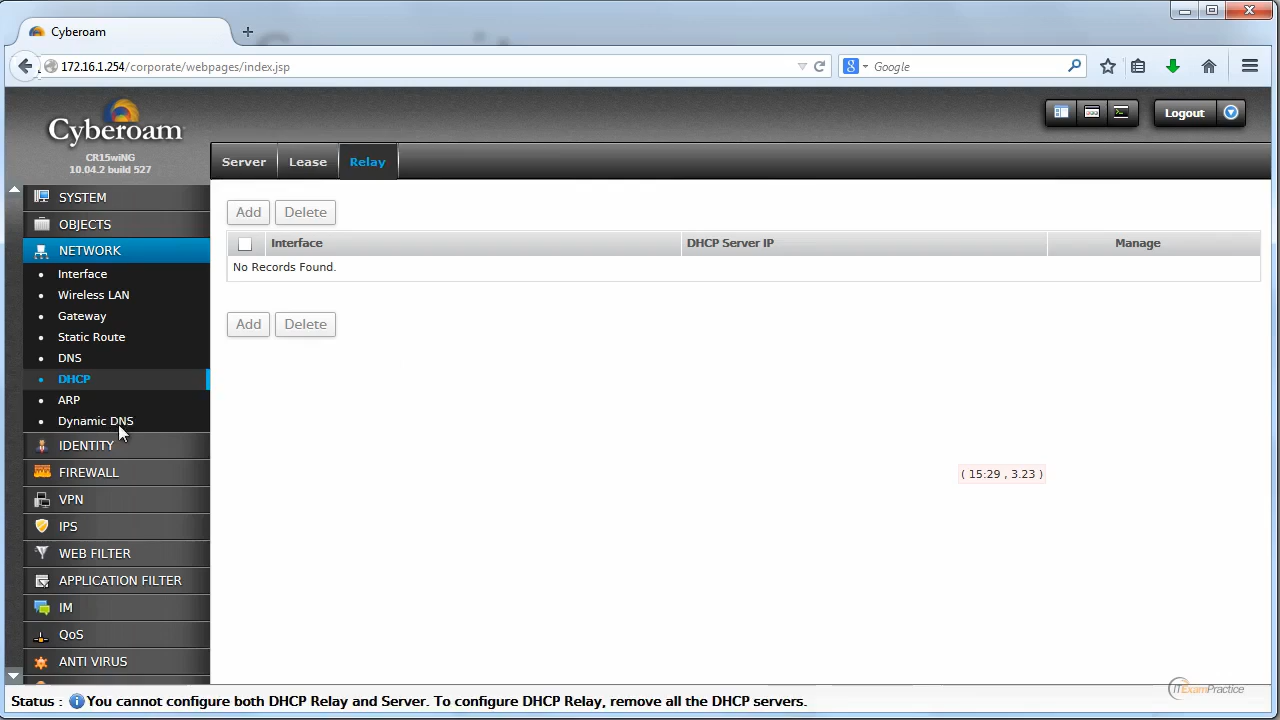 Cyberoam
172.16.1.254/corporate/webpages/index.jsp
Google
Cyberoam
CR15wiNG
10.04.2 build 527
Logout
Server
Lease
Relay
SYSTEM
OBJECTS
NETWORK
Interface
Wireless LAN
Gateway
Static Route
DNS
DHCP
ARP
Dynamic DNS
IDENTITY
FIREWALL
VPN
IPS
WEB FILTER
APPLICATION FILTER
IM
QoS
ANTI VIRUS
Add Delete
Interface DHCP Server IP Manage
No Records Found.
Add Delete
( 15:29 , 3.23 )
ITExamPractice
Status : You cannot configure both DHCP Relay and Server. To configure DHCP Relay, remove all the DHCP servers.